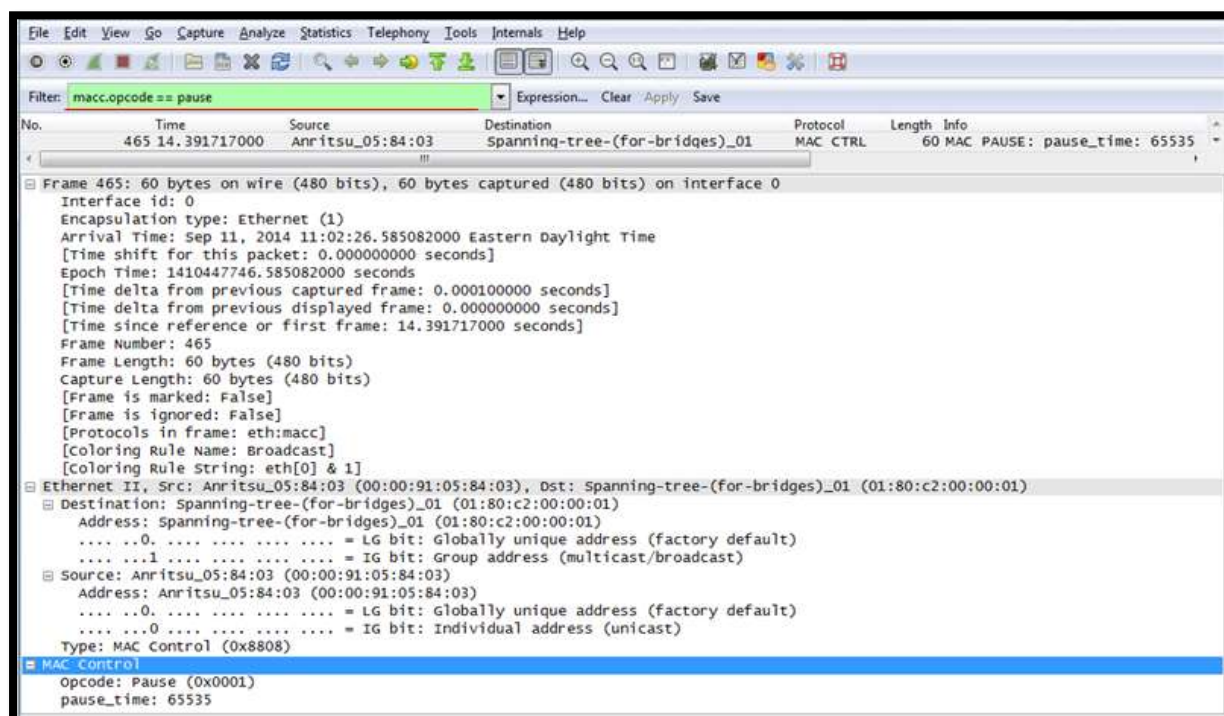 File Edit View Go Capture Analyze Statistics Telephony Tools Internals Help
Filter: macc.opcode == pause Expression... Clear Apply Save
No. Time Source Destination Protocol Length Info
465 14.391717000 Anritsu_05:84:03 Spanning-tree-(for-bridges)_01 MAC CTRL 60 MAC PAUSE: pause_time: 65535
Frame 465: 60 bytes on wire (480 bits), 60 bytes captured (480 bits) on interface 0
Interface id: 0
Encapsulation type: Ethernet (1)
Arrival Time: Sep 11, 2014 11:02:26.585082000 Eastern Daylight Time
[Time shift for this packet: 0.000000000 seconds]
Epoch Time: 1410447746.585082000 seconds
[Time delta from previous captured frame: 0.000100000 seconds]
[Time delta from previous displayed frame: 0.000000000 seconds]
[Time since reference or first frame: 14.391717000 seconds]
Frame Number: 465
Frame Length: 60 bytes (480 bits)
Capture Length: 60 bytes (480 bits)
[Frame is marked: False]
[Frame is ignored: False]
[Protocols in frame: eth:macc]
[Coloring Rule Name: Broadcast]
[Coloring Rule String: eth[0] & 1]
Ethernet II, Src: Anritsu_05:84:03 (00:00:91:05:84:03), Dst: Spanning-tree-(for-bridges)_01 (01:80:c2:00:00:01)
Destination: Spanning-tree-(for-bridges)_01 (01:80:c2:00:00:01)
Address: Spanning-tree-(for-bridges)_01 (01:80:c2:00:00:01)
.... ..0. .... .... .... .... = LG bit: Globally unique address (factory default)
.... ...1 .... .... .... .... = IG bit: Group address (multicast/broadcast)
Source: Anritsu_05:84:03 (00:00:91:05:84:03)
Address: Anritsu_05:84:03 (00:00:91:05:84:03)
.... ..0. .... .... .... .... = LG bit: Globally unique address (factory default)
.... ...0 .... .... .... .... = IG bit: Individual address (unicast)
Type: MAC Control (0x8808)
MAC Control
Opcode: Pause (0x0001)
pause_time: 65535